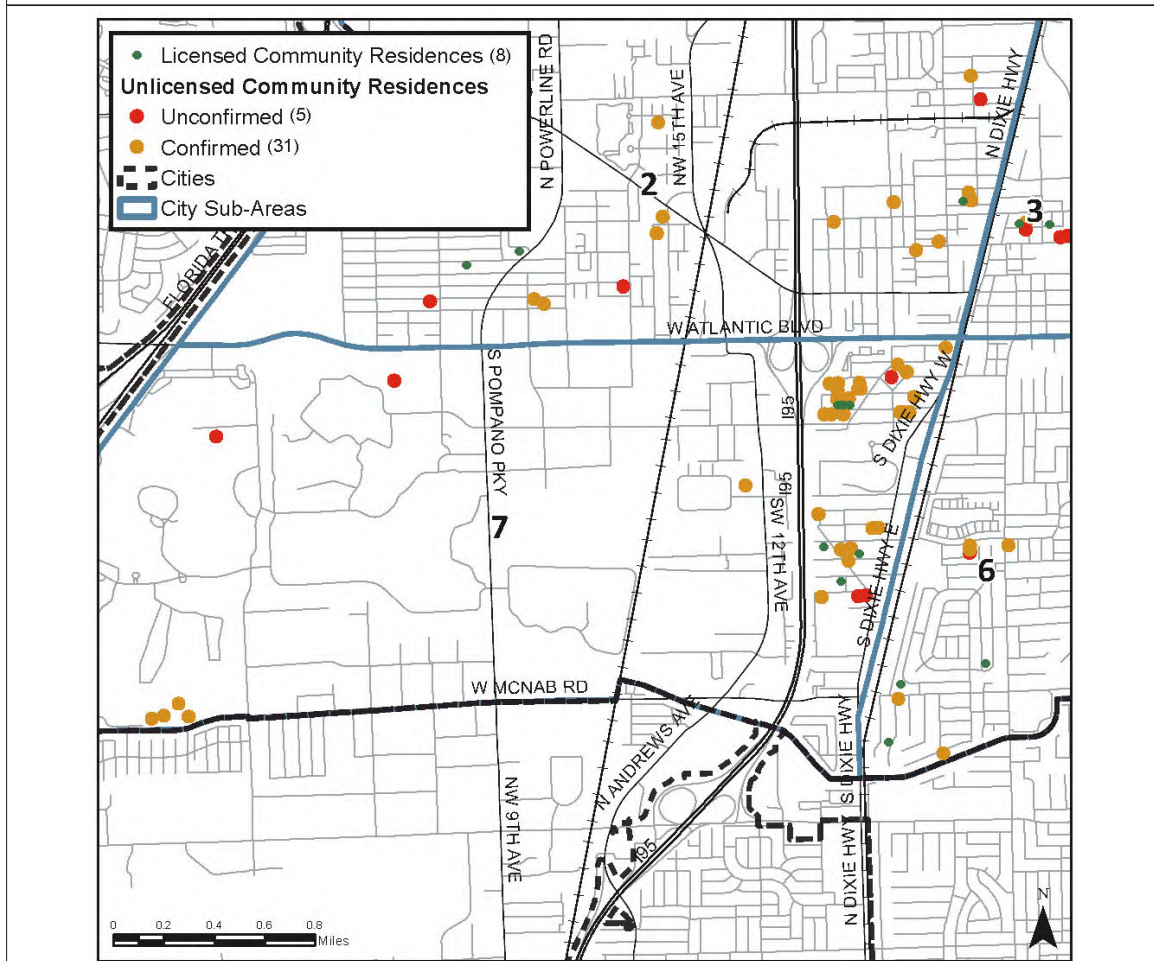 Licensed Community Residences (8)
Unlicensed Community Residences
Unconfirmed (5)
Confirmed (31)
Cities
City Sub-Areas
N POWERLINE RD
NW 15TH AVE
N DIXIE HWY
2
3
W ATLANTIC BLVD
S POMPANO PKY
I95
S DIXIE HWY W
I95
7
SW 12TH AVE
S DIXIE HWY E
6
W MCNAB RD
N ANDREWS AVE
S DIXIE HWY
NW 9TH AVE
I95
N DIXIE HWY
N
0 0.2 0.4 0.6 0.8
Miles